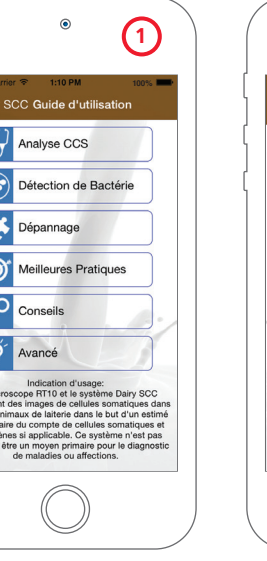 1
1:10 PM 100%
SCC Guide d'utilisation
Analyse CCS
Détection de Bactérie
Dépannage
Meilleures Pratiques
Conseils
Avancé
Indication d'usage:
RT10 et le système Dairy SCC
des images de cellules somatiques dans
de laiterie dans le but d'un estimé
du compte de cellules somatiques et
si applicable. Ce système n'est pas
être un moyen primaire pour le diagnostic
de maladies ou affections.